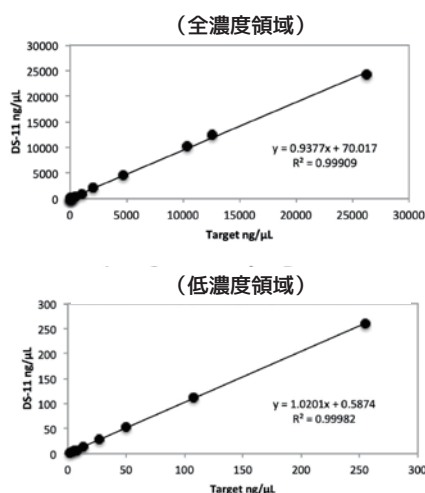 （全濃度領域）
30000
25000
20000
15000
10000
5000
0
DS-11 ng/µL
y = 0.9377x + 70.017
R² = 0.99909
0 5000 10000 15000 20000 25000 30000
Target ng/µL
（低濃度領域）
300
250
200
150
100
50
0
DS-11 ng/µL
y = 1.0201x + 0.5874
R² = 0.99982
0 50 100 150 200 250 300
Target ng/µL